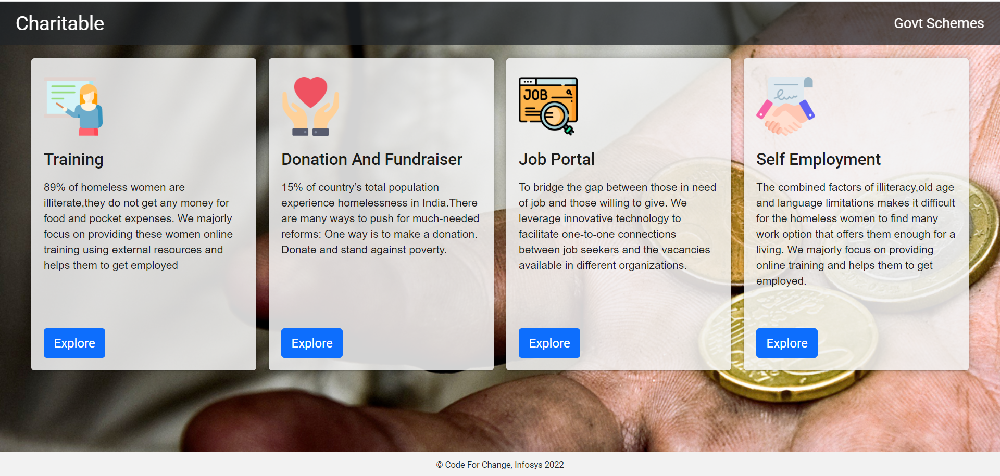 Charitable
Govt Schemes
JOB
Training
89% of homeless women are
illiterate,they do not get any money for
food and pocket expenses. We majorly
focus on providing these women online
training using external resources and
helps them to get employed
Explore
Donation And Fundraiser
15% of country’s total population
experience homelessness in India.There
are many ways to push for much-needed
reforms: One way is to make a donation.
Donate and stand against poverty.
Explore
Job Portal
To bridge the gap between those in need
of job and those willing to give. We
leverage innovative technology to
facilitate one-to-one connections
between job seekers and the vacancies
available in different organizations.
Explore
Self Employment
The combined factors of illiteracy,old age
and language limitations makes it difficult
for the homeless women to find many
work option that offers them enough for a
living. We majorly focus on providing
online training and helps them to get
employed.
Explore
© Code For Change, Infosys 2022